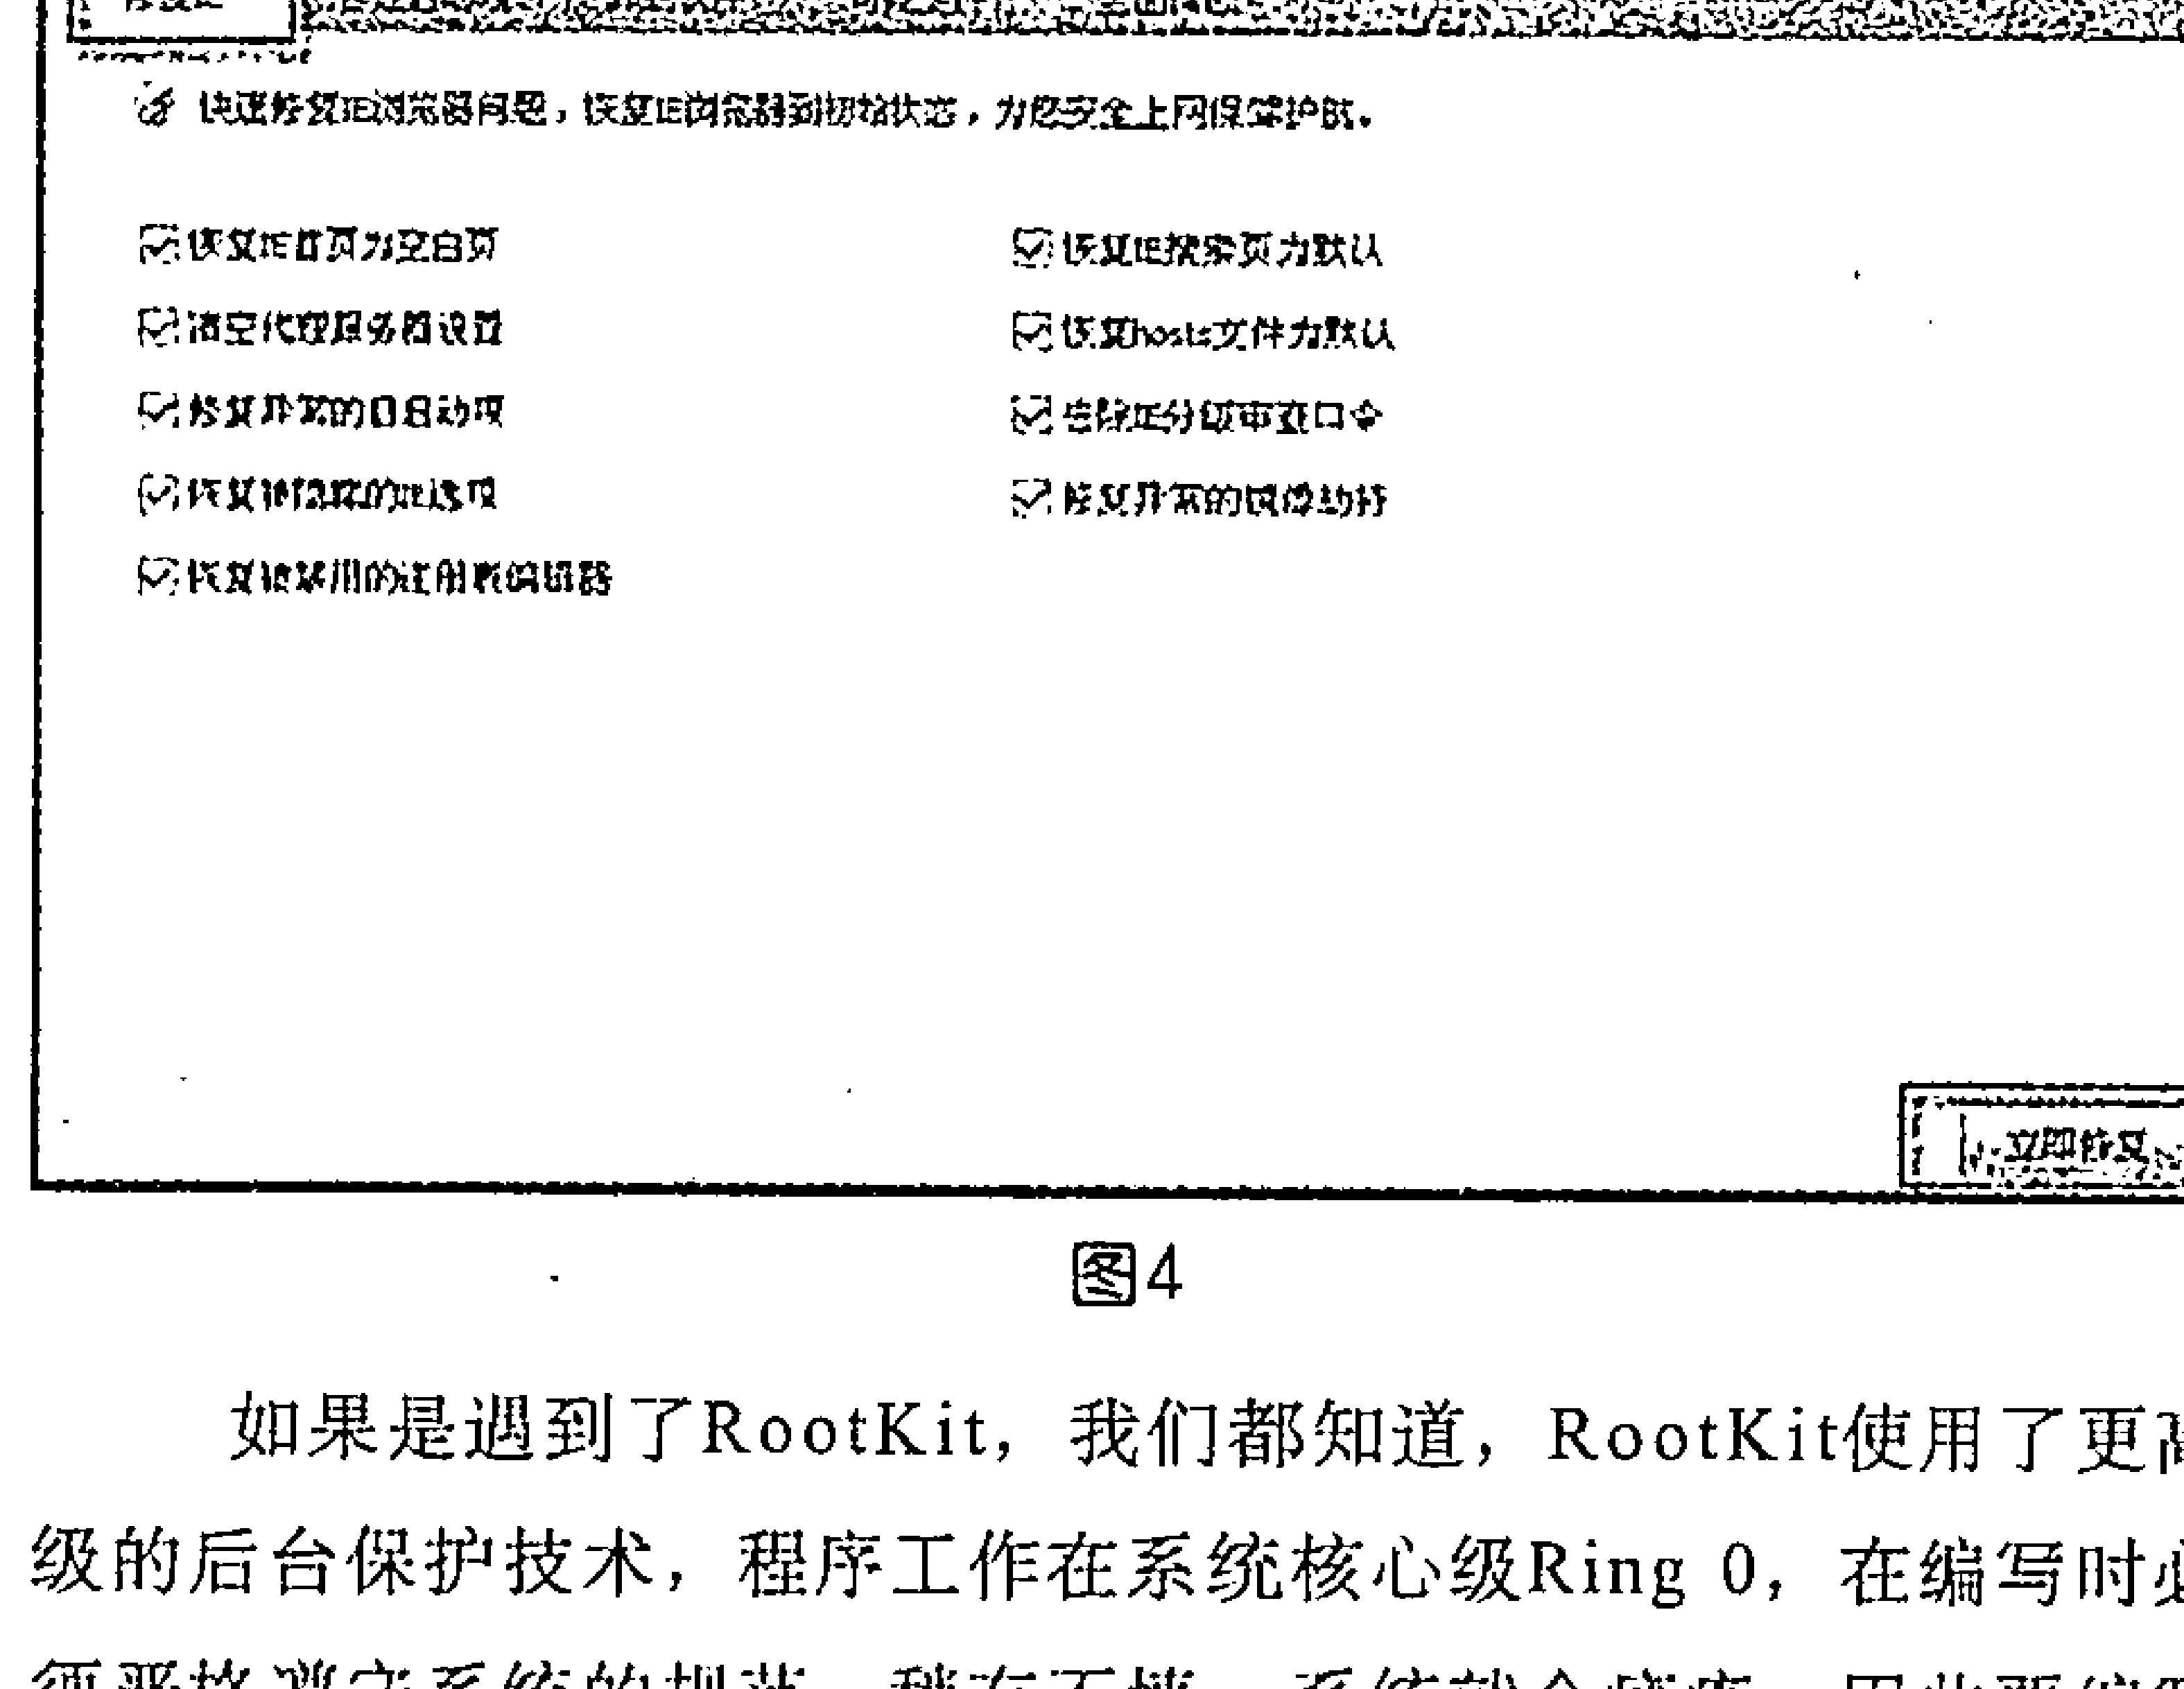 快速修复IE浏览器问题，恢复IE浏览器到初始状态，为您安全上网保驾护航。
恢复IE首页为空白页
恢复IE搜索页为默认
清空代理服务器设置
恢复hosts文件为默认
修复异常的自启动项
去除IE分级审查口令
恢复被隐藏的IE选项
修复异常的镜像劫持
恢复被禁用的注册表编辑器
立即修复
图4
如果是遇到了RootKit，我们都知道，RootKit使用了更高
级的后台保护技术，程序工作在系统核心级Ring 0，在编写时必